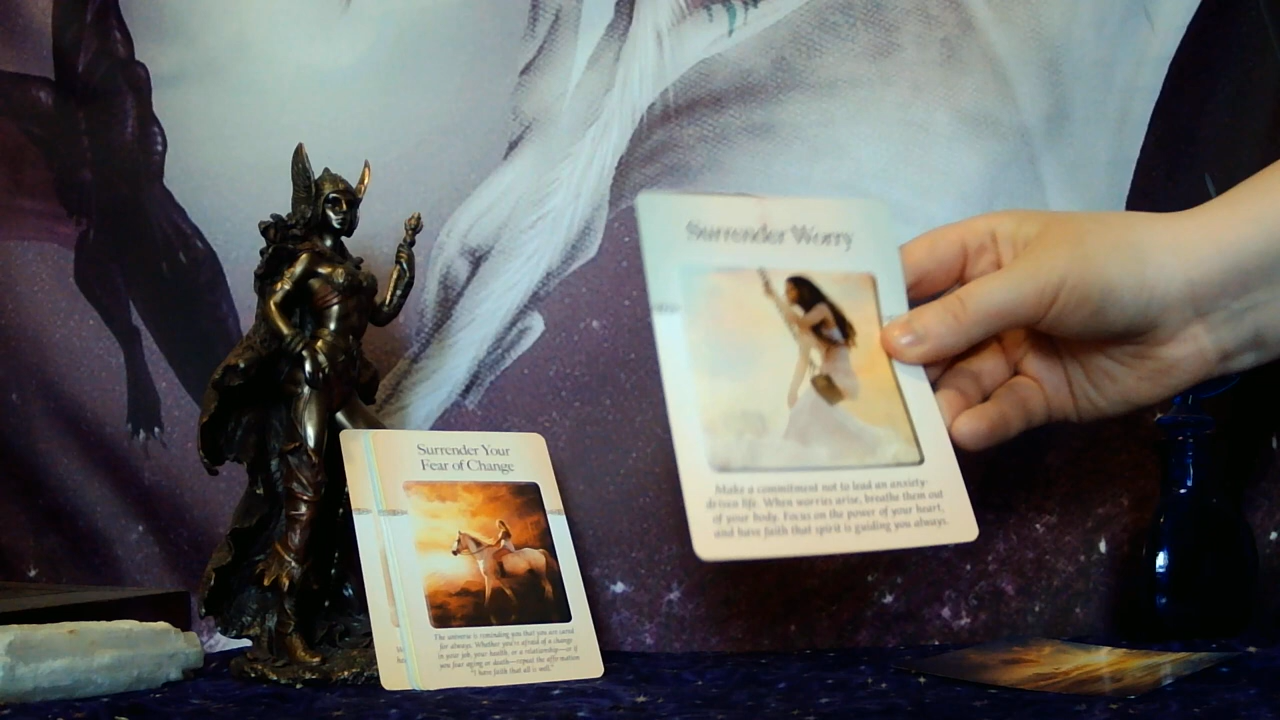 Surrender Worry
Make a commitment not to lead an anxiety-
driven life. When worries arise, breathe them out
of your body. Focus on the power of your heart,
and have faith that spirit is guiding you always.
Surrender Your
Fear of Change
The universe is reminding you that you are cared
for always. Whether you're afraid of a change
in your job, your health, or a relationship—or if
you fear aging or death—repeat the affirmation
"I have faith that all is well."